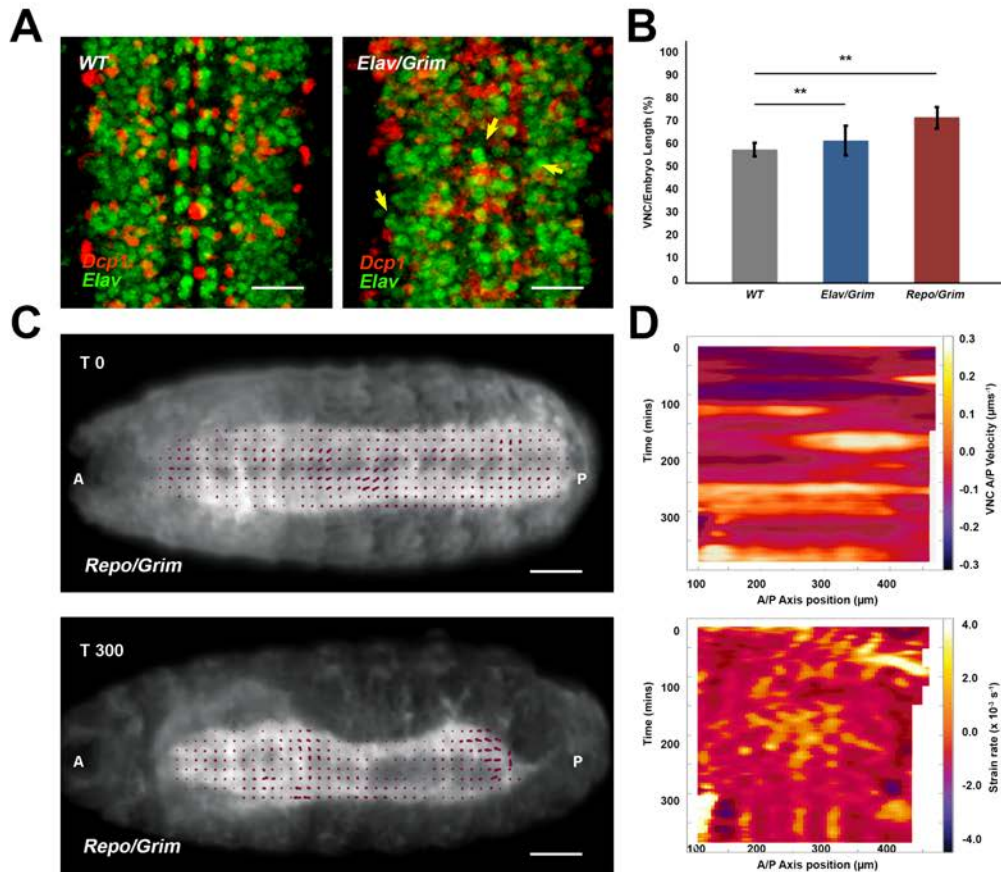 A
WT
Dcp1
Elav
Elav/Grim
Dcp1
Elav
B
VNC/Embryo Length (%)
100
90
80
70
60
50
40
30
20
10
0
**
**
WT
Elav/Grim
Repo/Grim
C
T 0
A
P
Repo/Grim
T 300
A
P
Repo/Grim
D
Time (mins)
0
100
200
300
100
200
300
400
A/P Axis position (µm)
0.3
0.2
0.1
0.0
-0.1
-0.2
-0.3
VNC A/P Velocity (µms⁻¹)
Time (mins)
0
100
200
300
100
200
300
400
A/P Axis position (µm)
4.0
2.0
0.0
-2.0
-4.0
Strain rate (x 10⁻³ s⁻¹)